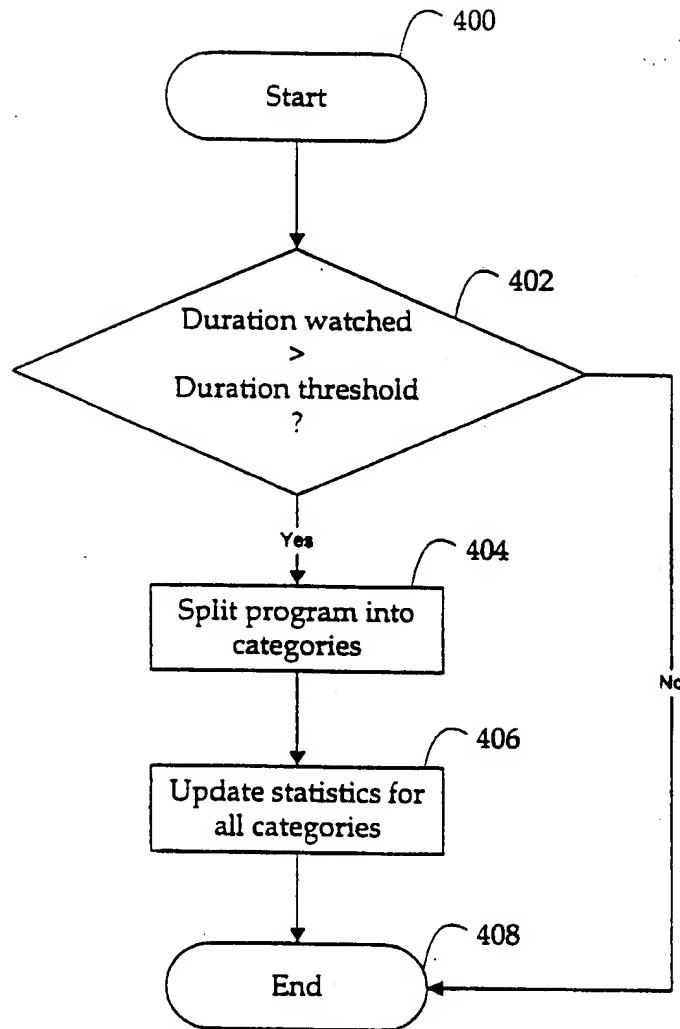 400
Start
402
Duration watched
>
Duration threshold
?
Yes
404
Split program into
categories
No
406
Update statistics for
all categories
408
End